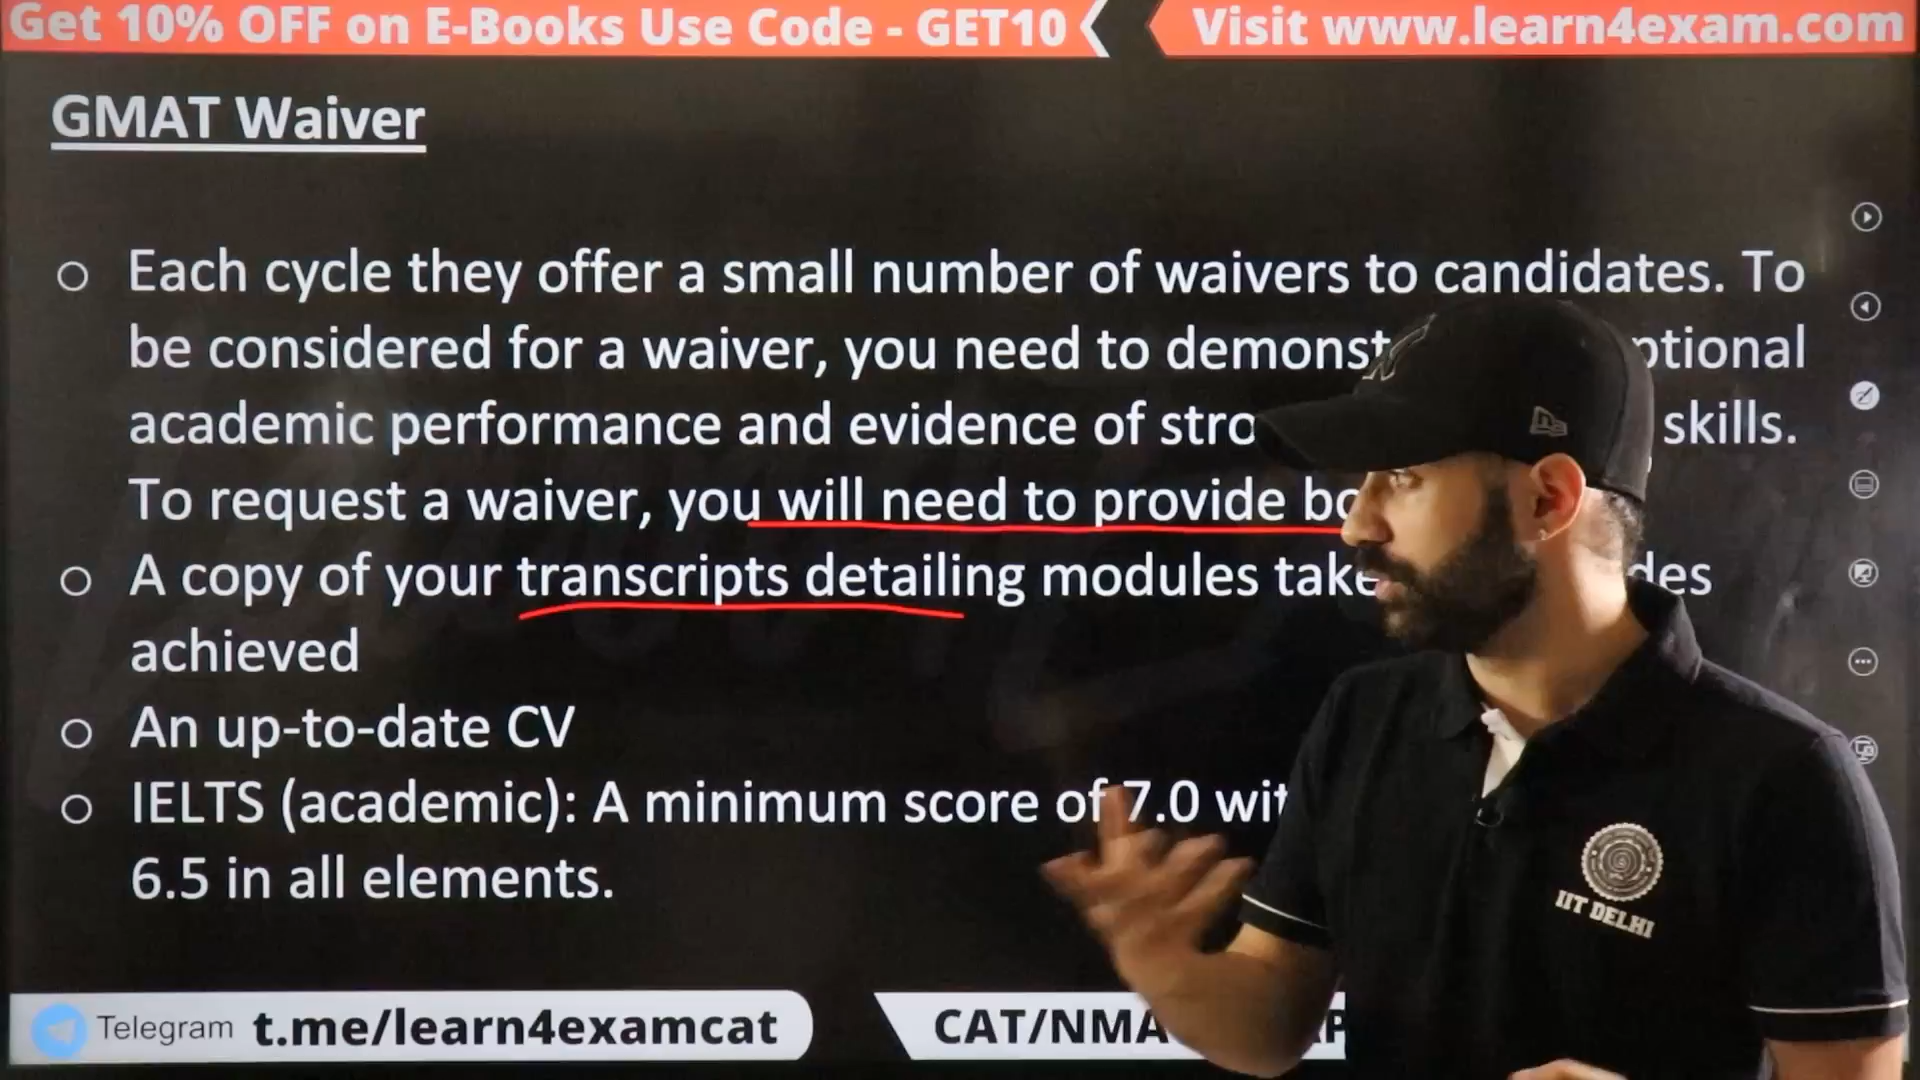 Get 10% OFF on E-Books Use Code - GET10
Visit www.learn4exam.com
GMAT Waiver
Each cycle they offer a small number of waivers to candidates. To
be considered for a waiver, you need to demonst ptional
academic performance and evidence of stro skills.
To request a waiver, you will need to provide bo
A copy of your transcripts detailing modules take des
achieved
An up-to-date CV
IELTS (academic): A minimum score of 7.0 wit
6.5 in all elements.
IIT DELHI
Telegram t.me/learn4examcat
CAT/NMA